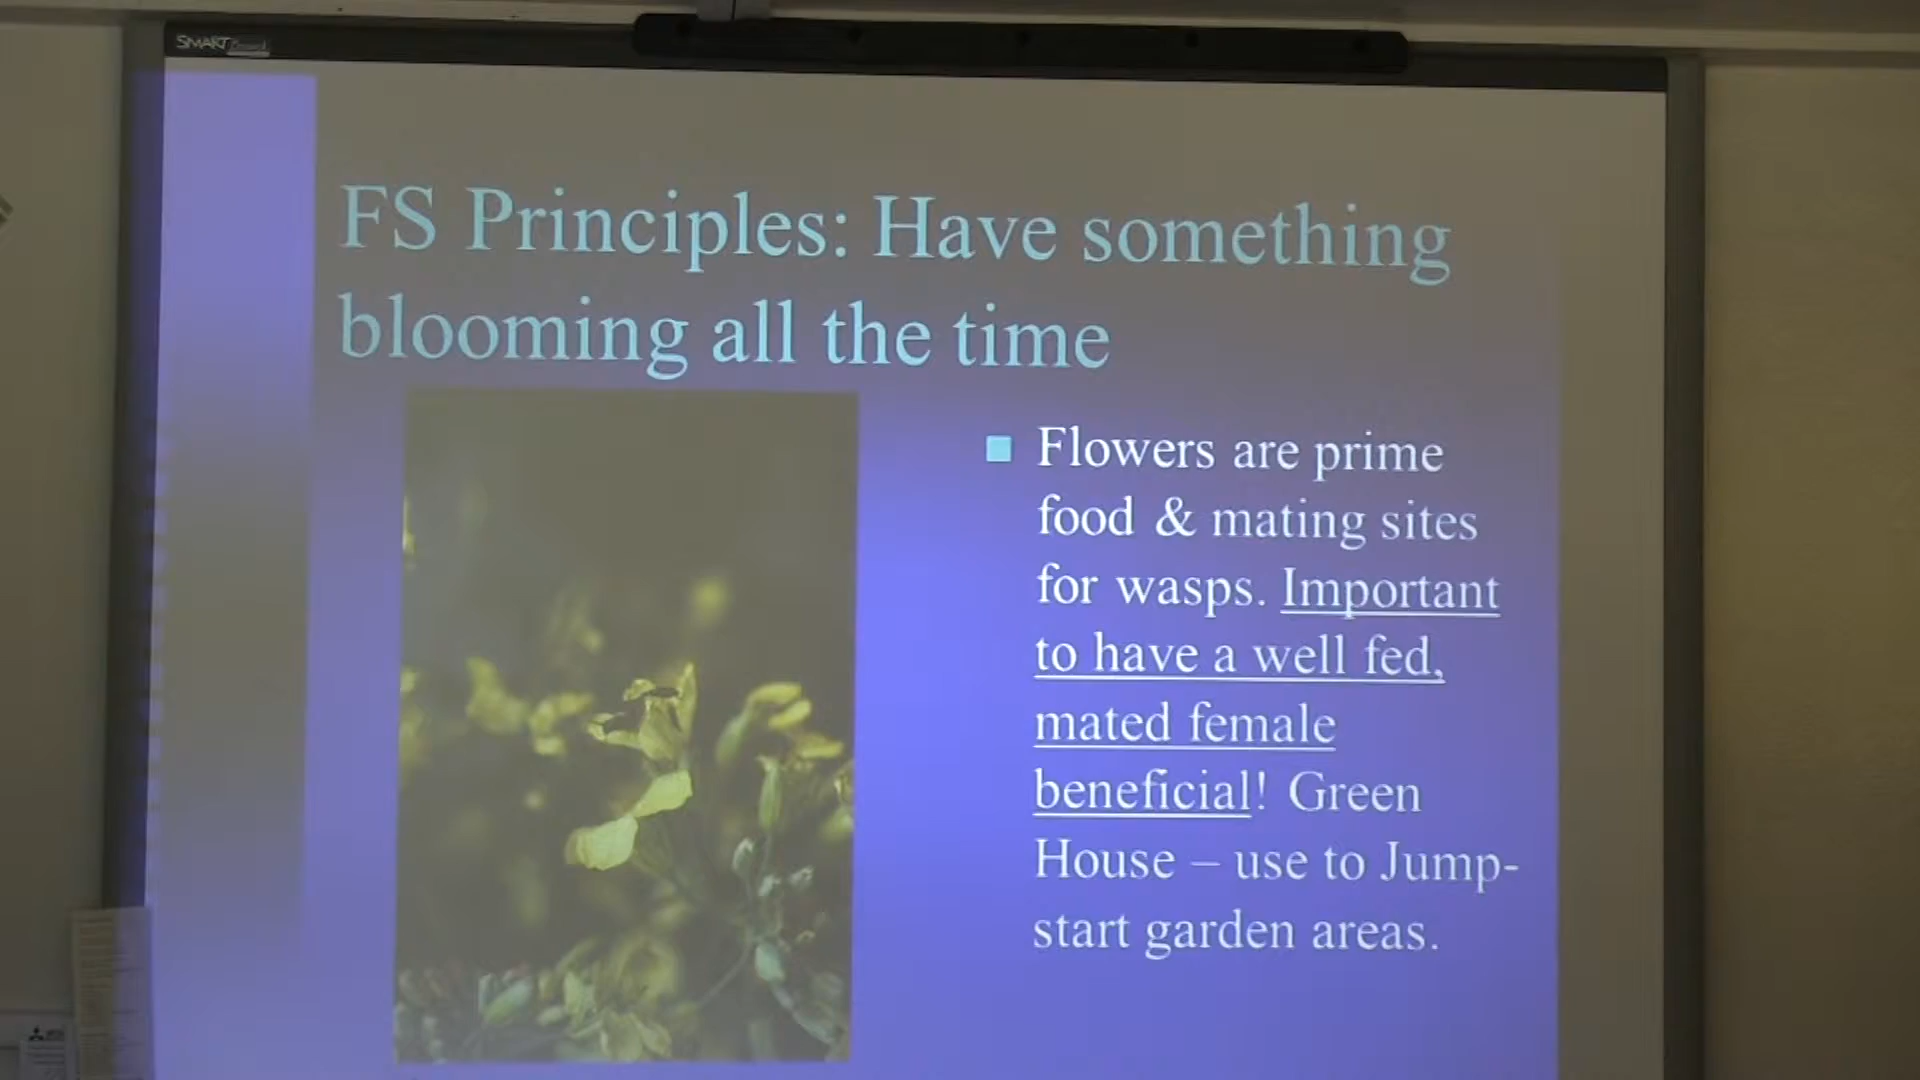 SMART Board
FS Principles: Have something
blooming all the time
Flowers are prime
food & mating sites
for wasps. Important
to have a well fed,
mated female
beneficial! Green
House – use to Jump-
start garden areas.